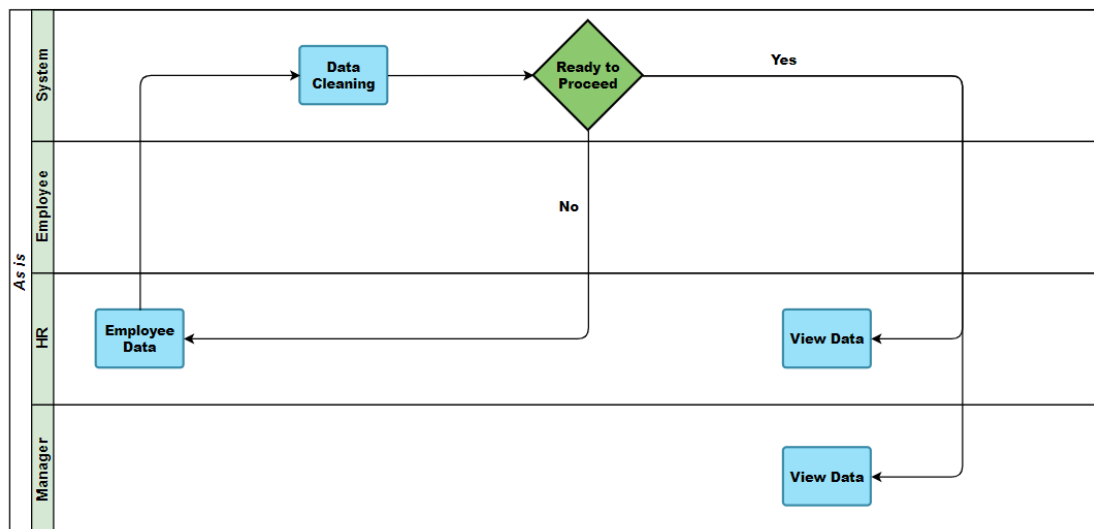 As is
System
Data
Cleaning
Ready to
Proceed
Yes
Employee
No
HR
Employee
Data
View Data
Manager
View Data